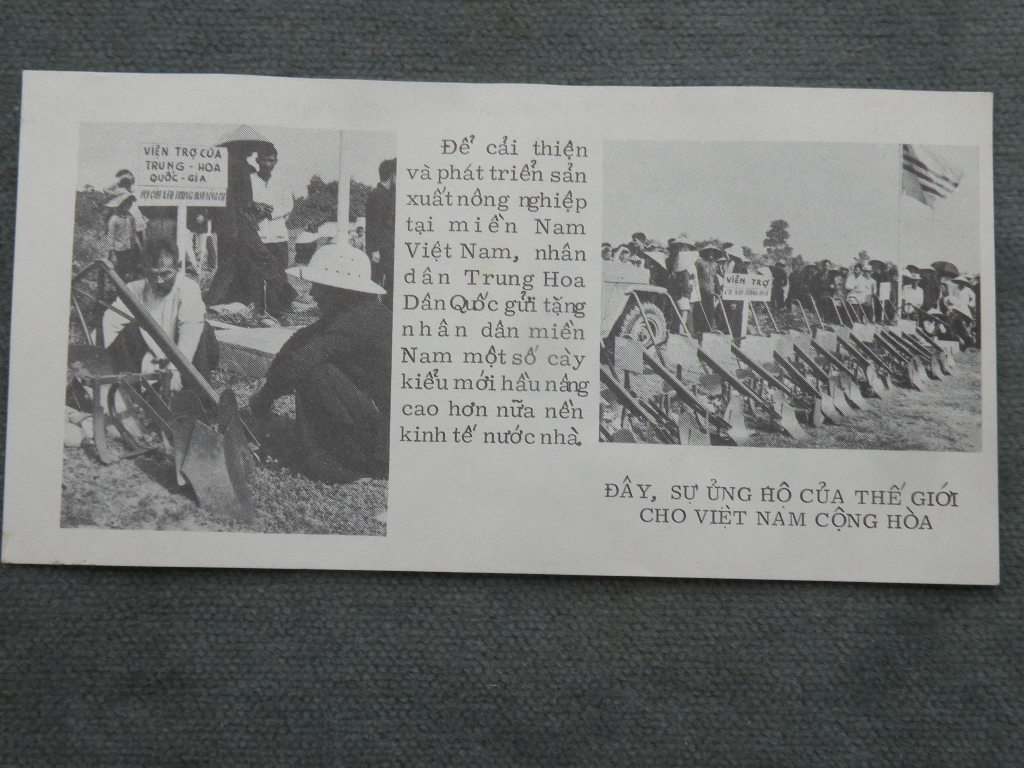 VIỆN TRỢ CỦA
TRUNG - HOA
QUỐC - GIA
Để cải thiện
và phát triển sản
xuất nông nghiệp
tại miền Nam
Việt Nam, nhân
dân Trung Hoa
Dân Quốc gửi tặng
nhân dân miền
Nam một số cày
kiểu mới hầu nâng
cao hơn nữa nền
kinh tế nước nhà.
VIỆN TRỢ
ĐÂY, SỰ ỦNG HỘ CỦA THẾ GIỚI
CHO VIỆT NAM CỘNG HÒA